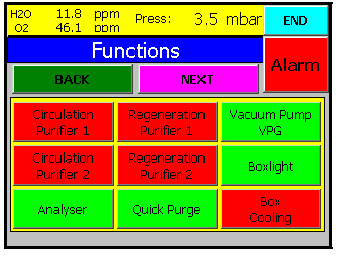 H2O 11.8 ppm Press: 3.5 mbar END
O2 46.1 ppm
Functions
Alarm
BACK NEXT
Circulation Regeneration Vacuum Pump
Purifier 1 Purifier 1 VPG
Circulation Regeneration Boxlight
Purifier 2 Purifier 2
Analyser Quick Purge Box
Cooling